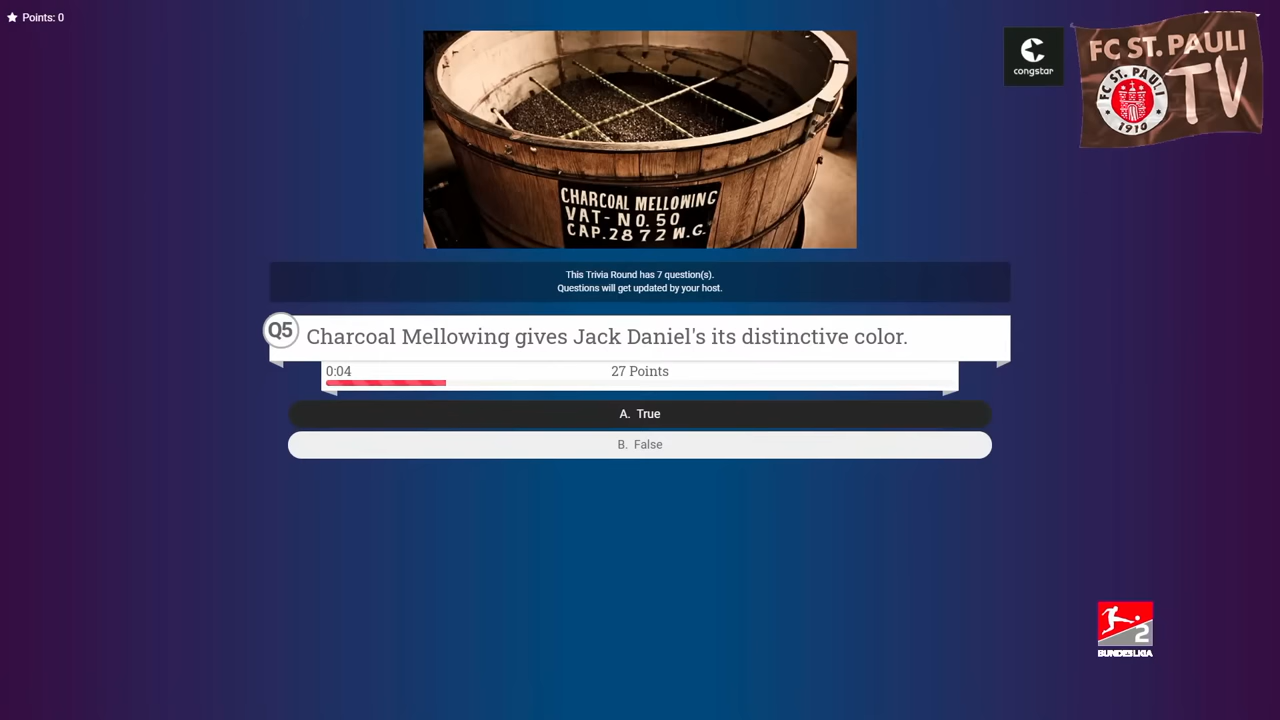 Points: 0
congstar
FC ST. PAULI
TV
FC ST. PAULI
1910
CHARCOAL MELLOWING
VAT- NO. 50
CAP. 2872 W.G.
This Trivia Round has 7 question(s).
Questions will get updated by your host.
Q5
Charcoal Mellowing gives Jack Daniel's its distinctive color.
0:04
27 Points
A. True
B. False
2